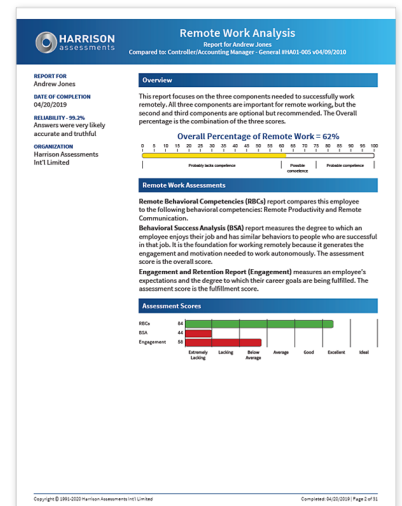 HARRISON
assessments
Remote Work Analysis
Report for Andrew Jones
Compared to: Controller/Accounting Manager - General #HA01-005 v04/09/2010
REPORT FOR
Andrew Jones
DATE OF COMPLETION
04/20/2019
RELIABILITY - 99.2%
Answers were very likely
accurate and truthful
ORGANIZATION
Harrison Assessments
Int'l Limited
Overview
This report focuses on the three components needed to successfully work
remotely. All three components are important for remote working, but the
second and third components are optional but recommended. The Overall
percentage is the combination of the three scores.
Overall Percentage of Remote Work = 62%
0 5 10 15 20 25 30 35 40 45 50 55 60 65 70 75 80 85 90 95 100
Probably lacks competence
Possible
competence
Probable competence
Remote Work Assessments
Remote Behavioral Competencies (RBCs) report compares this employee
to the following behavioral competencies: Remote Productivity and Remote
Communication.
Behavioral Success Analysis (BSA) report measures the degree to which an
employee enjoys their job and has similar behaviors to people who are successful
in that job. It is the foundation for working remotely because it generates the
engagement and motivation needed to work autonomously. The assessment
score is the overall score.
Engagement and Retention Report (Engagement) measures an employee's
expectations and the degree to which their career goals are being fulfilled. The
assessment score is the fulfillment score.
Assessment Scores
RBCs 84
BSA 44
Engagement
Extremely
Lacking
Lacking
Below
Average
Average
Good
Excellent
Ideal
Copyright © 1991-2020 Harrison Assessments Int'l Limited
Completed: 04/20/2019 | Page 2 of 31